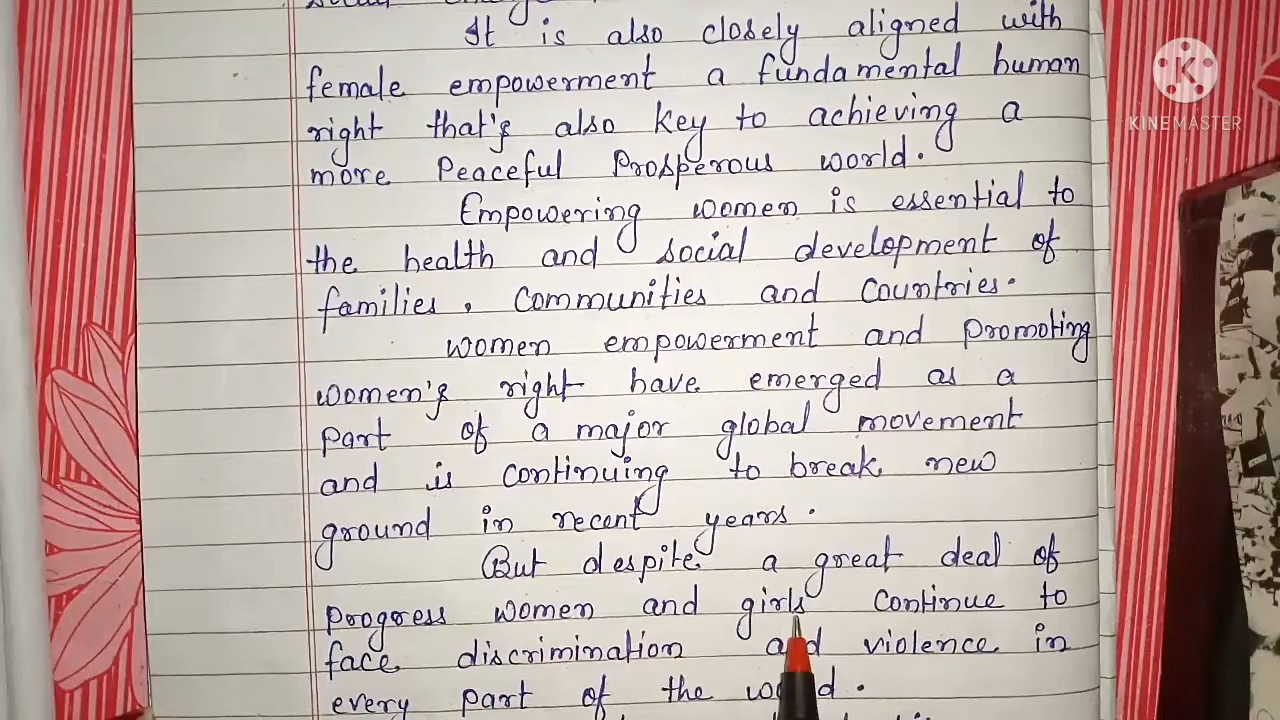 It is also closely aligned with
female empowerment a fundamental human
right that's also key to achieving a
more Peaceful Prosperous world.
Empowering women is essential to
the health and social development of
families, Communities and Countries.
women empowerment and promoting
women's right have emerged as a
part of a major global movement
and is continuing to break new
ground in recent years.
But despite a great deal of
progress women and girls continue to
face discrimination and violence in
every part of the world.
K
KINEMASTER